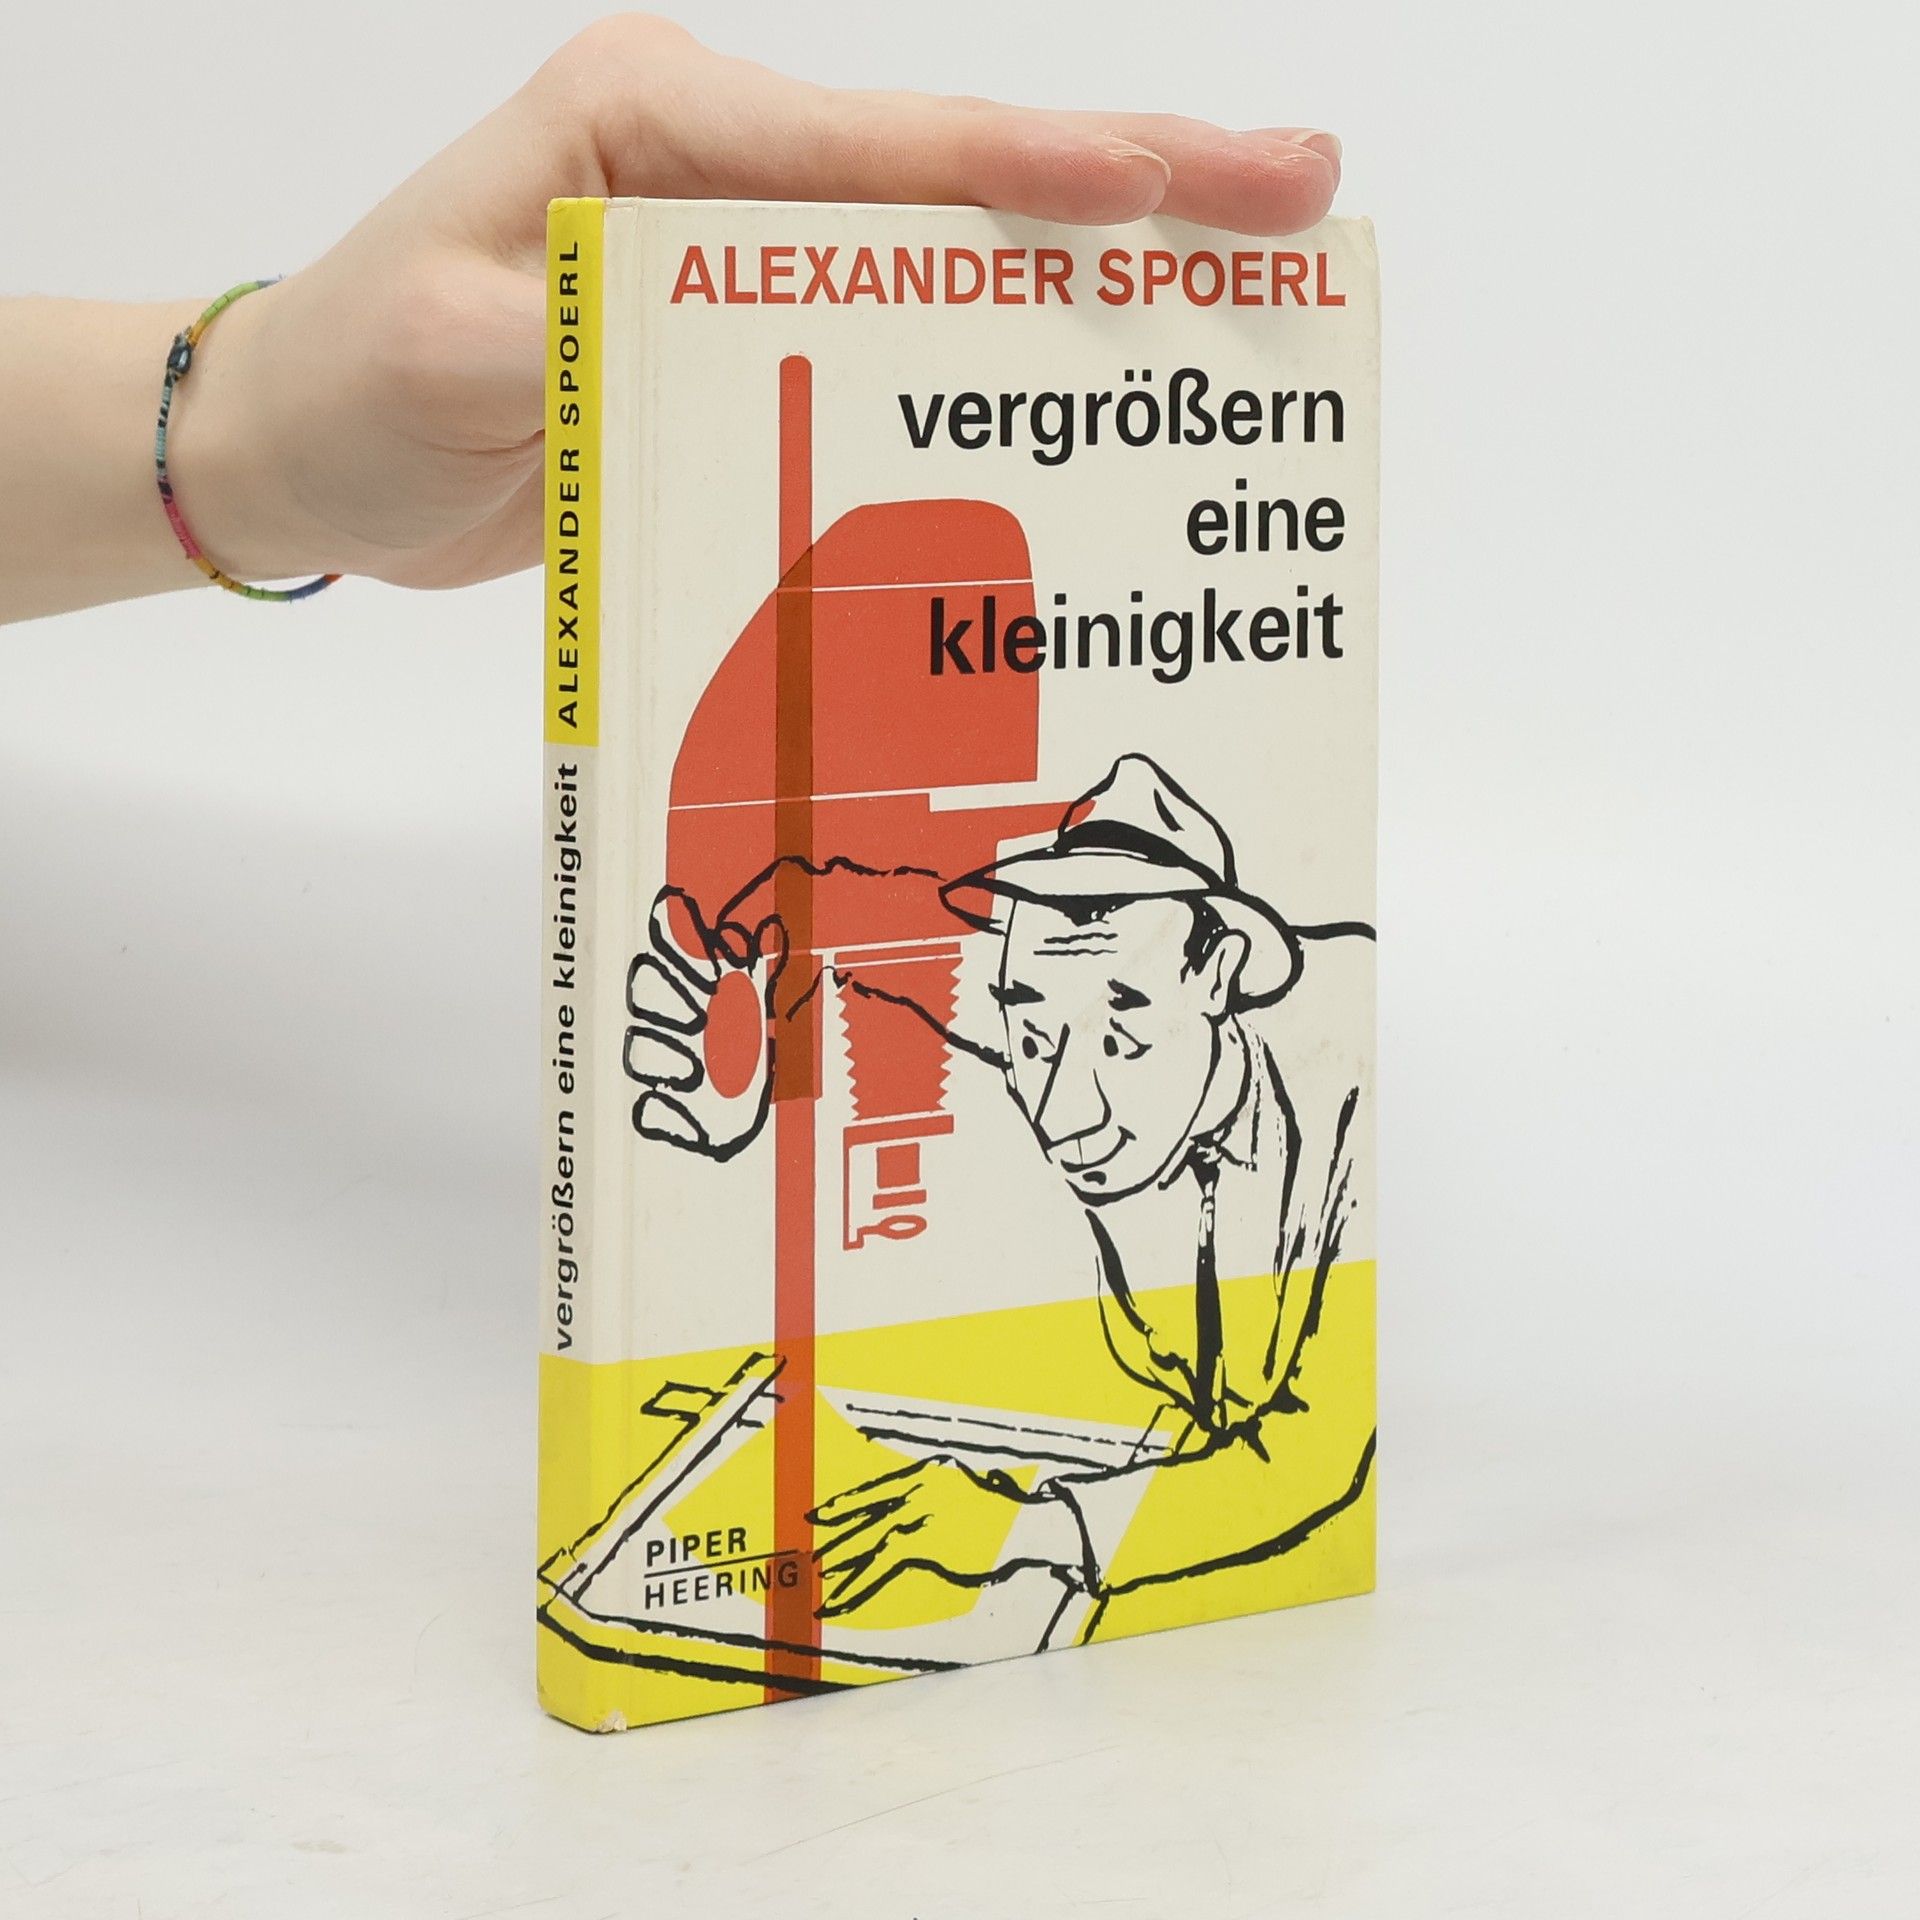 ALEXANDER SPOERL
vergrößern
eine
kleinigkeit
PIPER
HEERING
vergrößern eine kleinigkeit ALEXANDER SPOERL